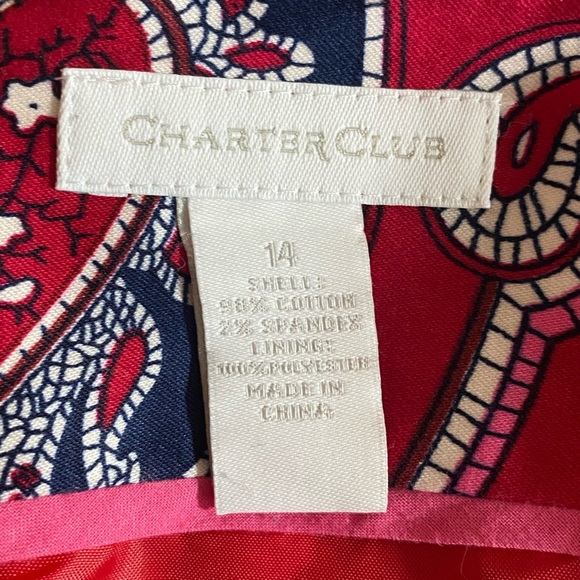 CHARTER CLUB
14
SHELL:
98% COTTON
2% SPANDEX
LINING:
100% POLYESTER
MADE IN
CHINA